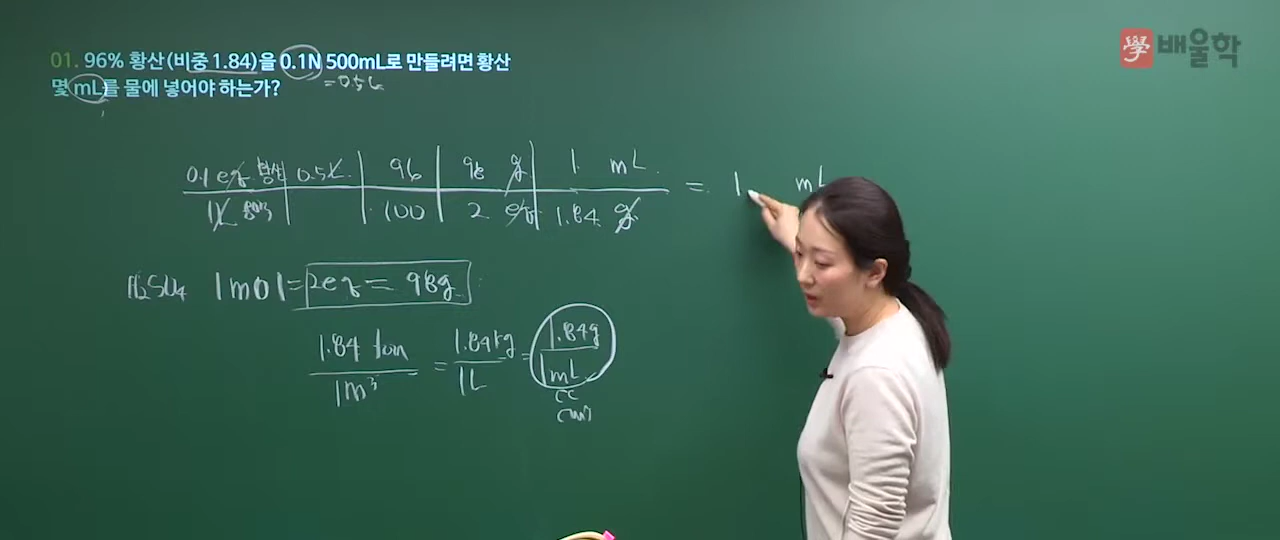 01. 96% 황산(비중 1.84)을 0.1N 500mL로 만들려면 황산
몇 mL를 물에 넣어야 하는가?
= 0.5L
學 배울학
0.1 eq 황산 0.5L 96 98 g 1 mL = 1. mL
1L 용액 100 2 eq 1.84 g
H2SO4 1mol = 2eq = 98g
1.84 ton = 1.84kg = 1.84g
1m³ 1L 1mL
cc